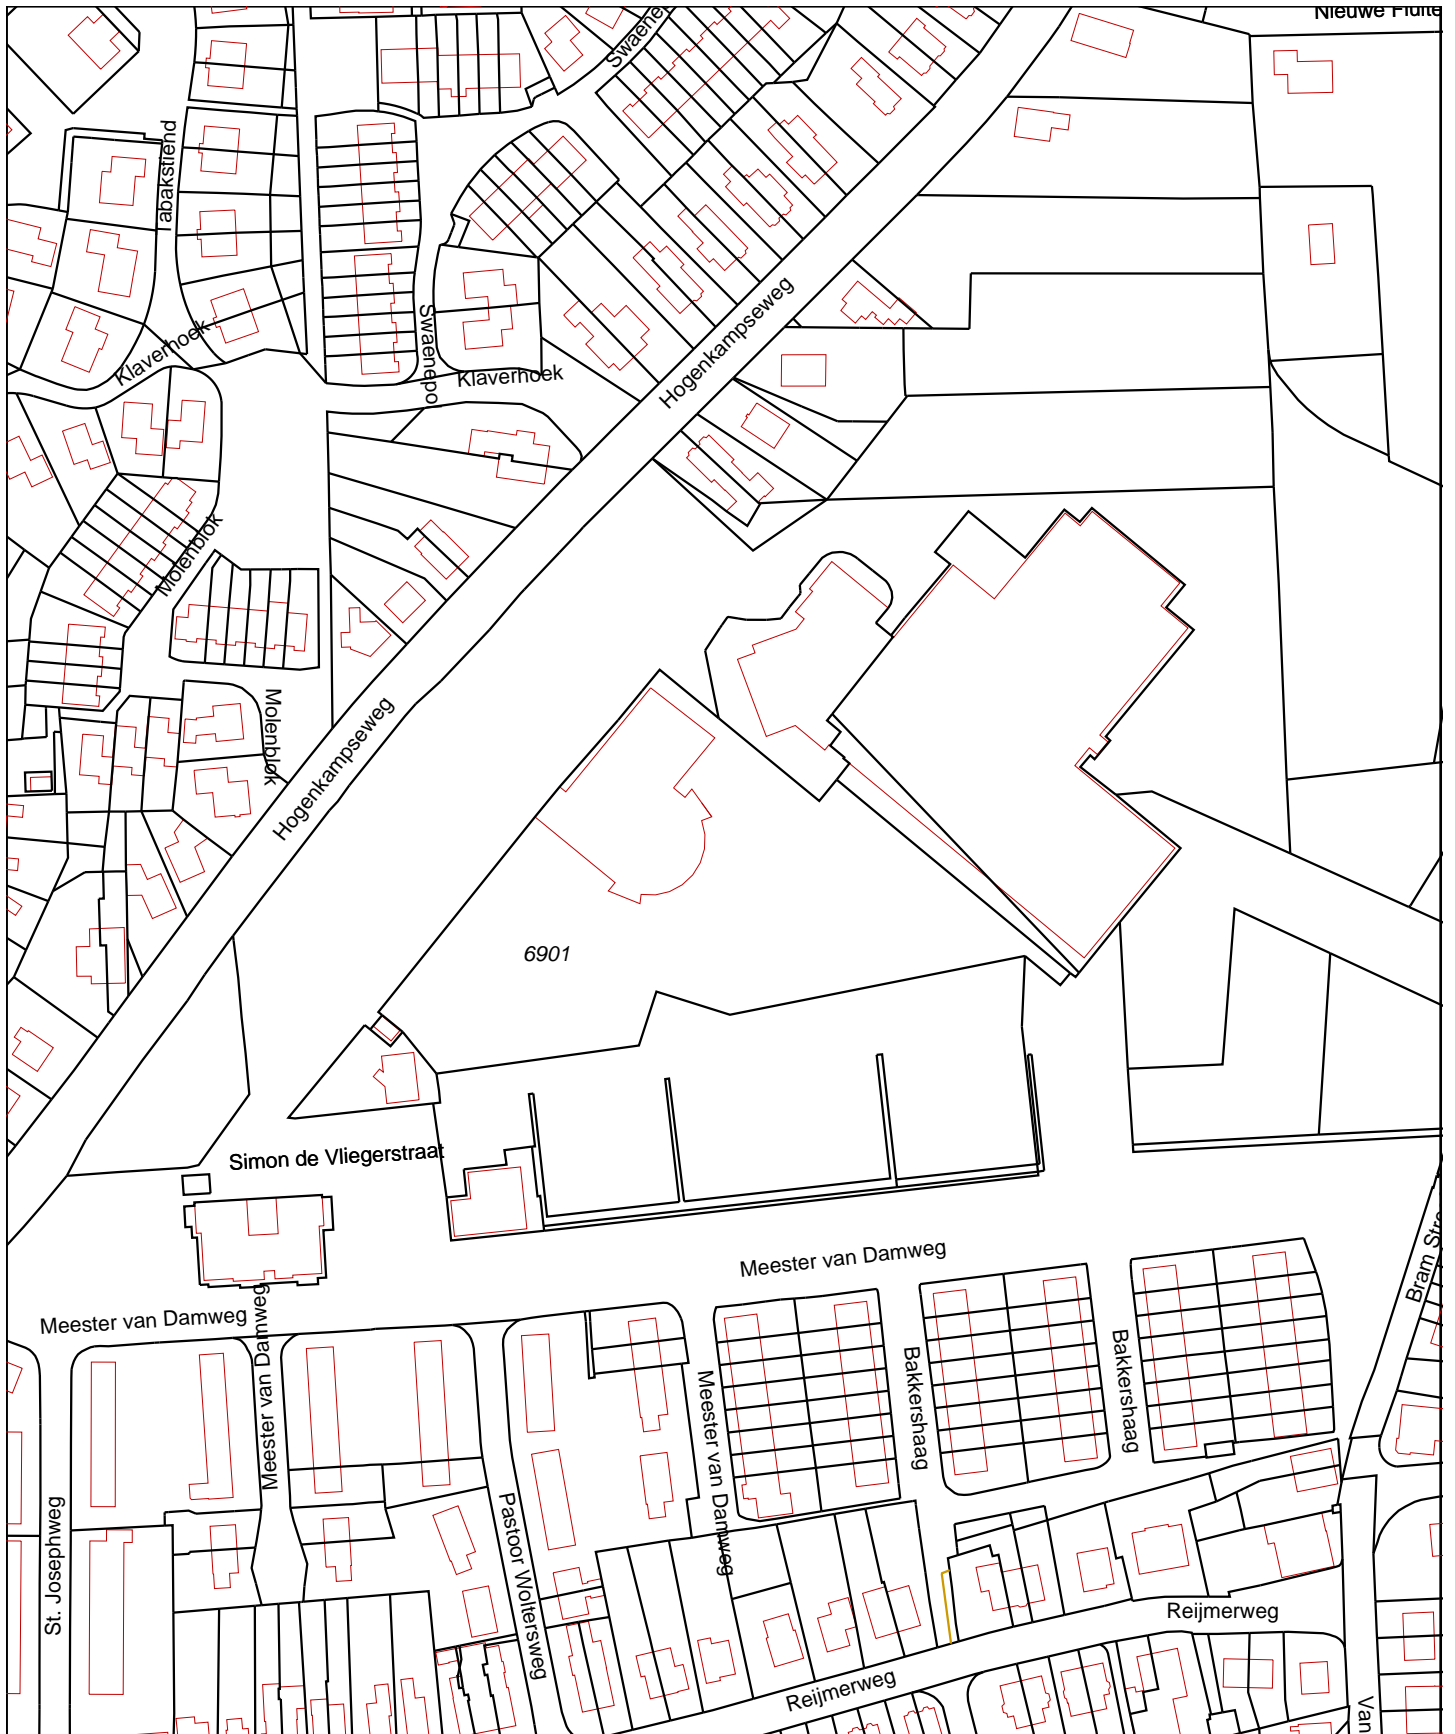 Nieuwe Fluite
Swaene
Tabakstiend
Hogenkampseweg
Klaverhoek
Swaenepo
Klaverhoek
Molenblok
Molenblok
Hogenkampseweg
6901
Simon de Vliegerstraat
Bram Stre
Meester van Damweg
Meester van Damweg
Meester van Damweg
Bakkershaag
Bakkershaag
Meester van Damweg
St. Josephweg
Pastoor Woltersweg
Reijmerweg
Reijmerweg
Van